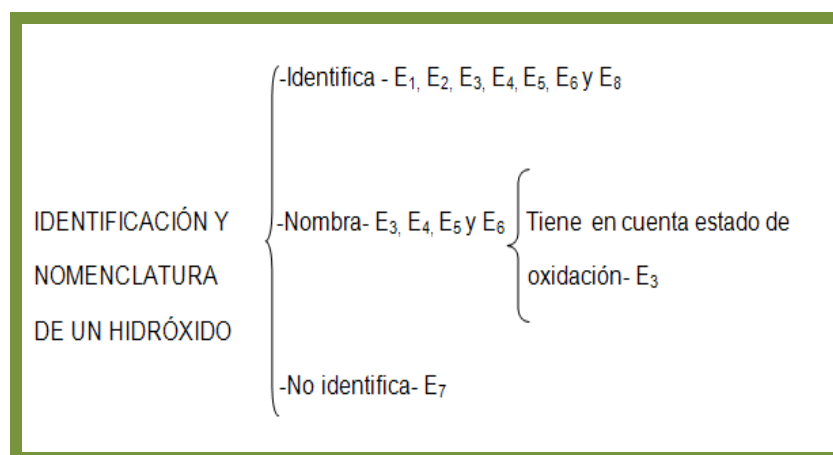 -Identifica - E₁, E₂, E₃, E₄, E₅, E₆ y E₈
IDENTIFICACIÓN Y
NOMENCLATURA
DE UN HIDRÓXIDO
-Nombra- E₃, E₄, E₅ y E₆
Tiene en cuenta estado de
oxidación- E₃
-No identifica- E₇